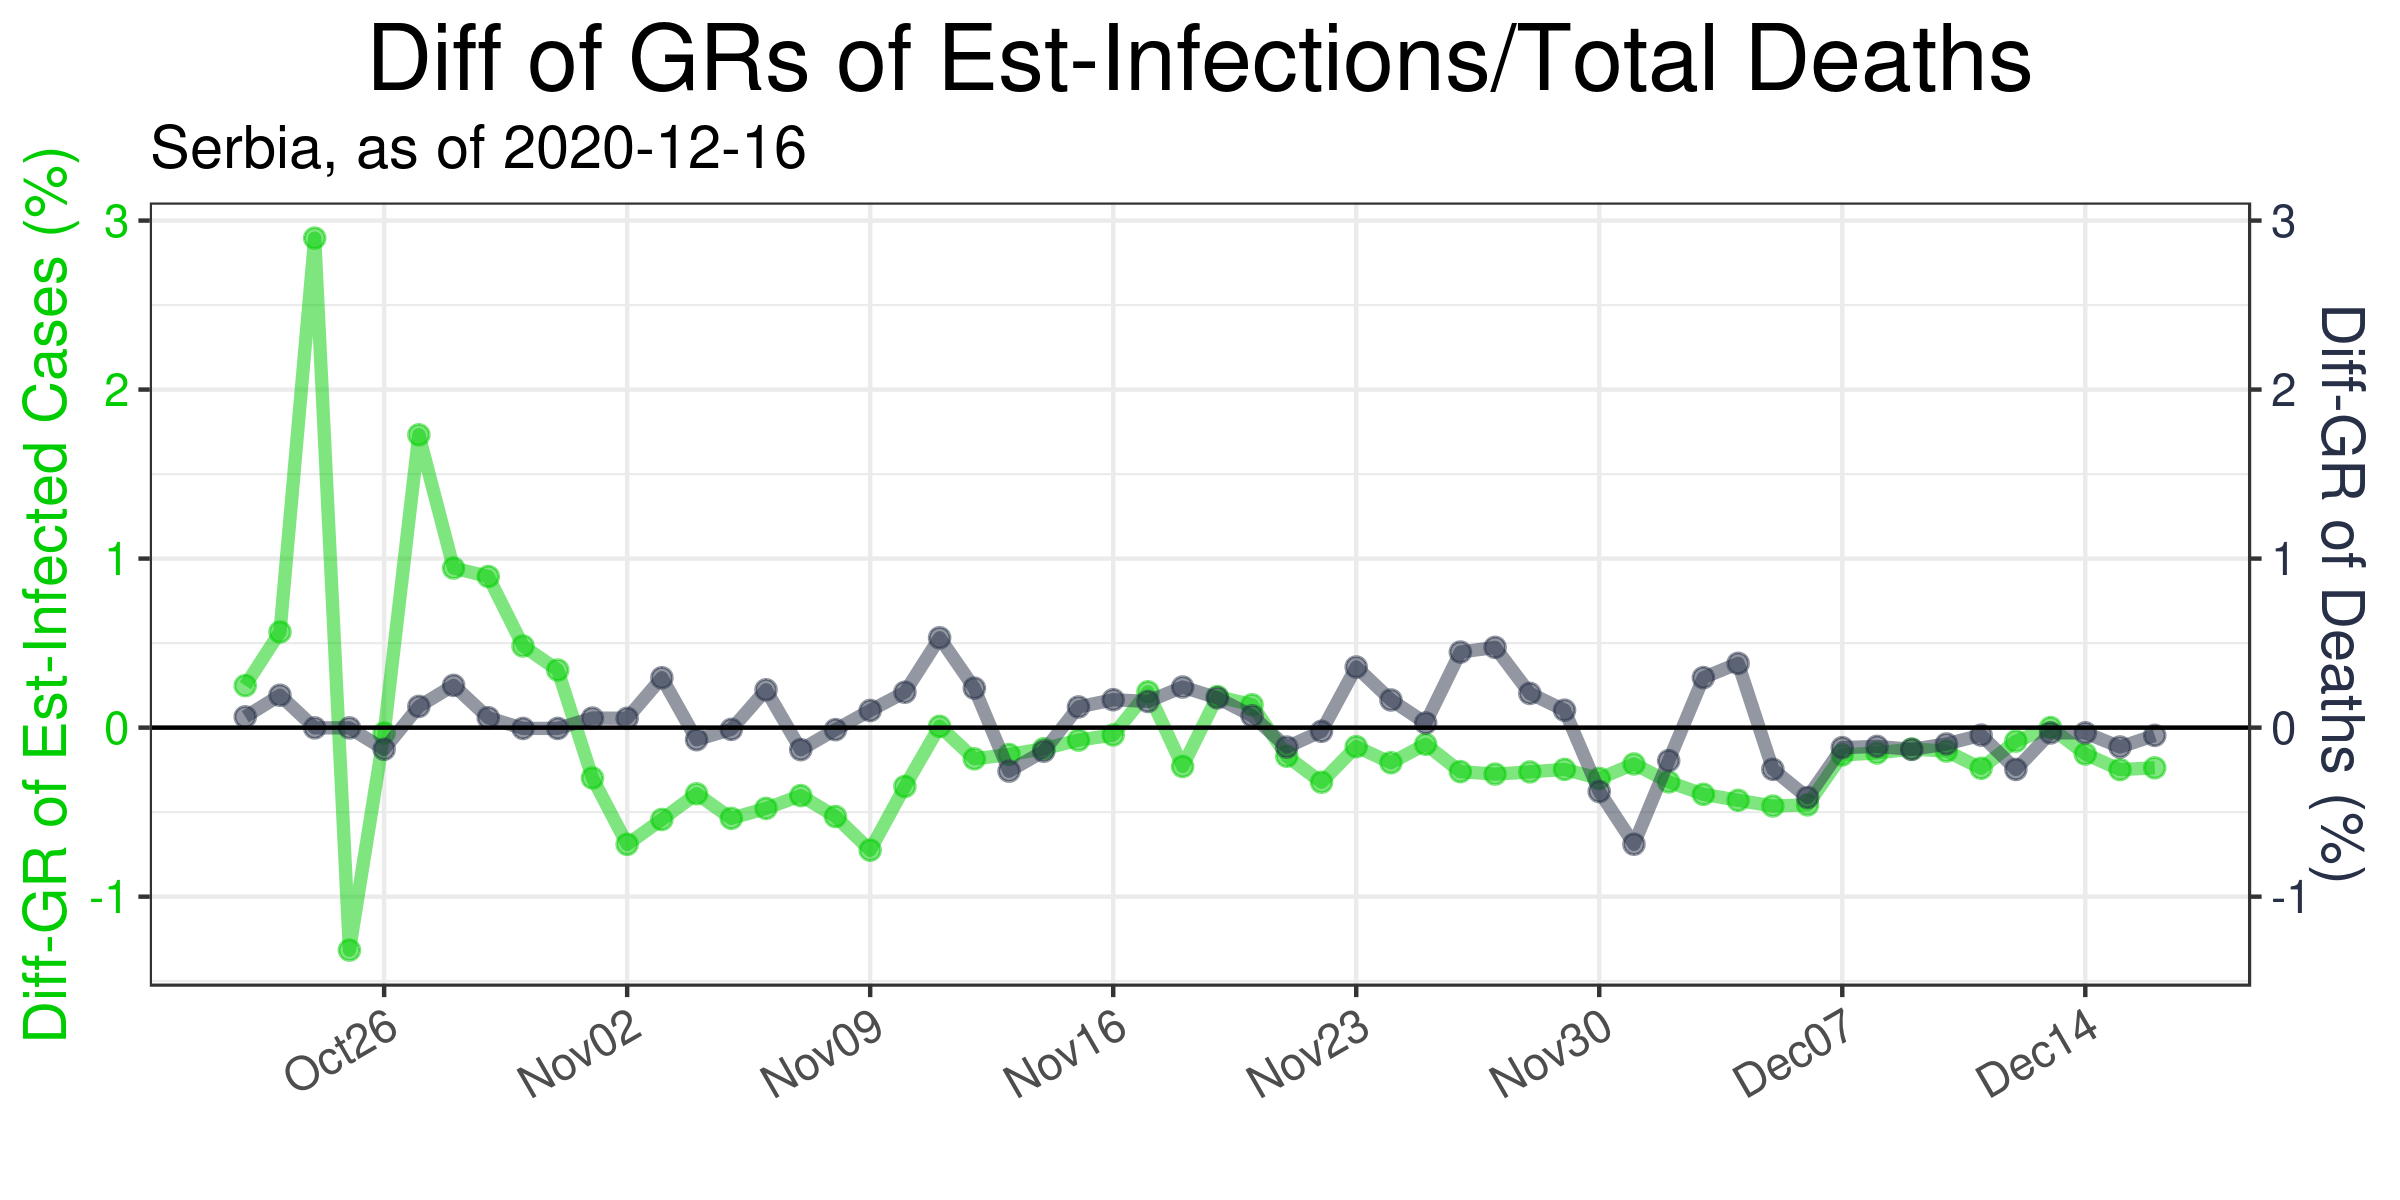 Diff of GRs of Est-Infections/Total Deaths
Serbia, as of 2020-12-16
Diff-GR of Est-Infected Cases (%)
3
2
1
0
-1
3
2
1
0
-1
Diff-GR of Deaths (%)
Oct26
Nov02
Nov09
Nov16
Nov23
Nov30
Dec07
Dec14